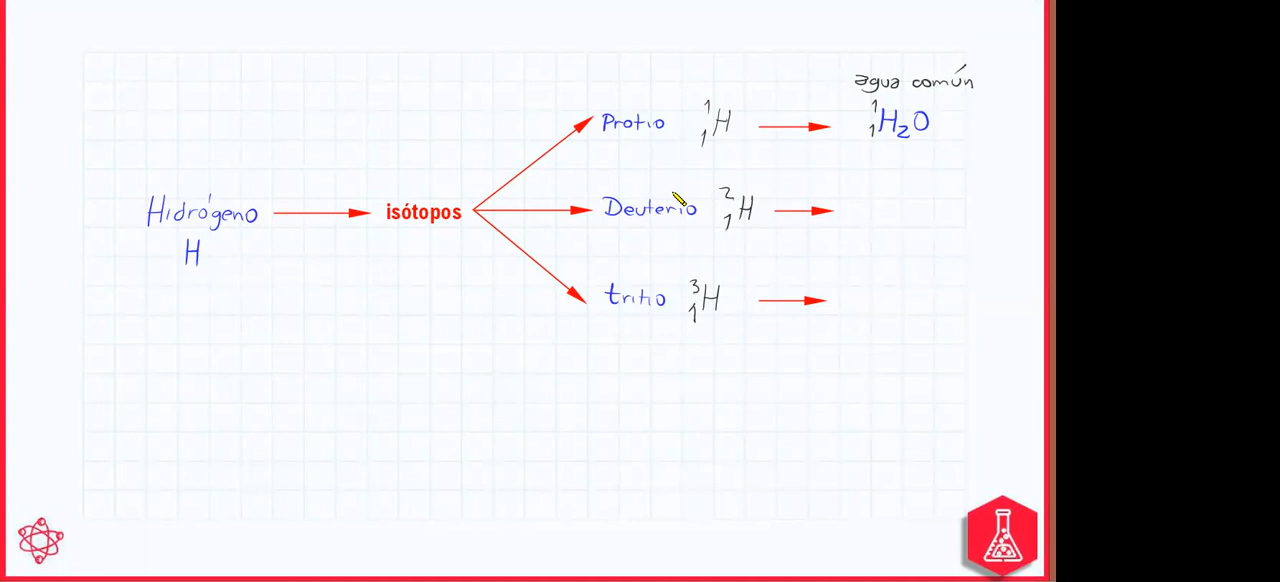 agua común
Protio ¹₁H → ¹₁H₂O
Hidrógeno → isótopos → Deuterio ²₁H →
H
tritio ³₁H →